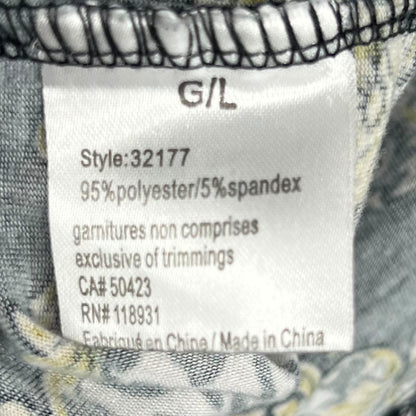 G/L
Style:32177
95%polyester/5%spandex
garnitures non comprises
exclusive of trimmings
CA# 50423
RN# 118931
Fabriqué en Chine / Made in China